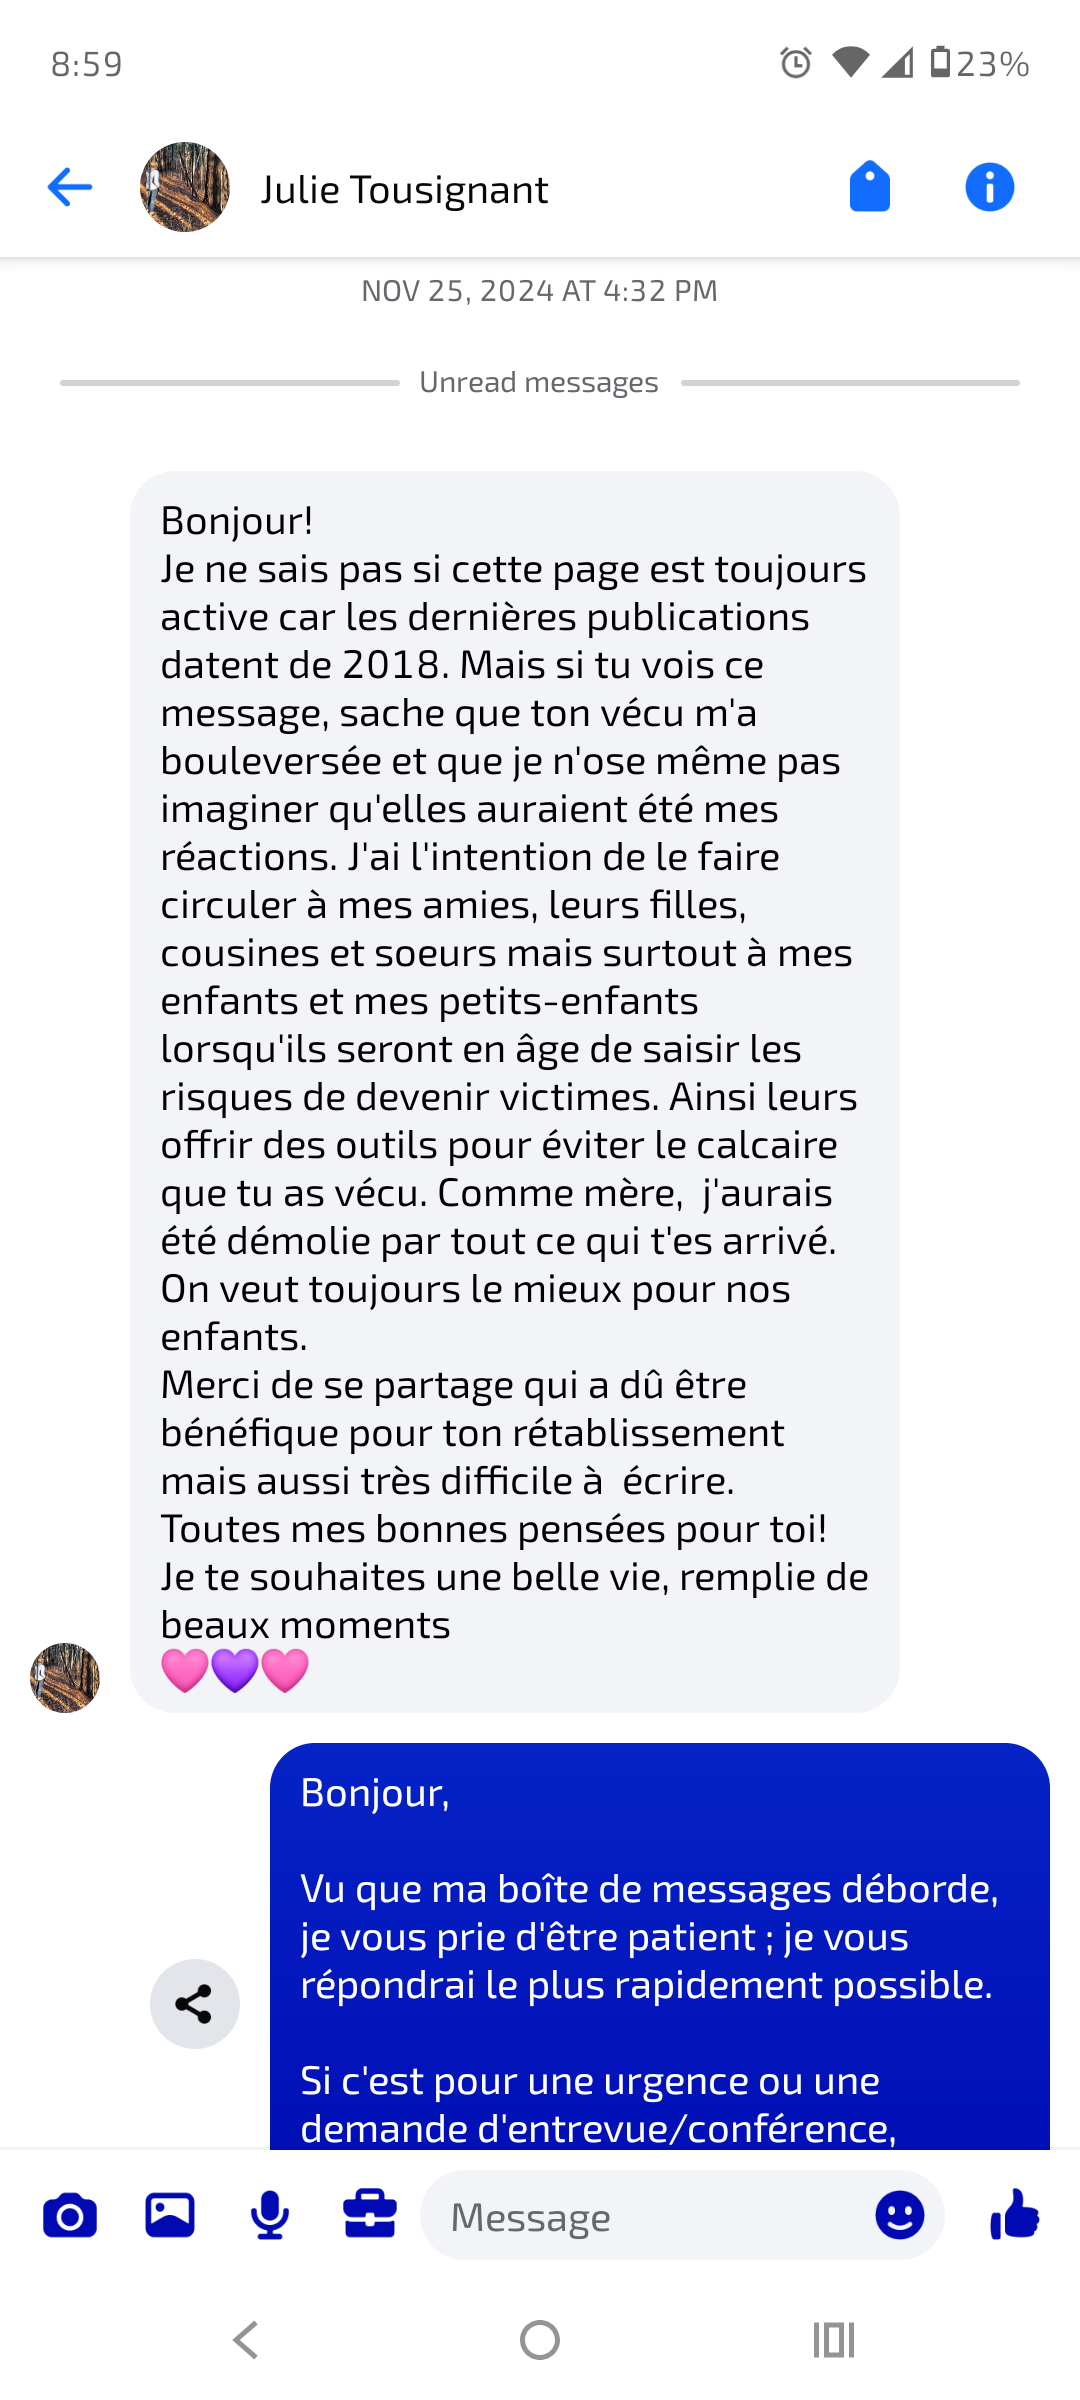 8:59
23%
Julie Tousignant
NOV 25, 2024 AT 4:32 PM
Unread messages
Bonjour!
Je ne sais pas si cette page est toujours
active car les dernières publications
datent de 2018. Mais si tu vois ce
message, sache que ton vécu m'a
bouleversée et que je n'ose même pas
imaginer qu'elles auraient été mes
réactions. J'ai l'intention de le faire
circuler à mes amies, leurs filles,
cousines et soeurs mais surtout à mes
enfants et mes petits-enfants
lorsqu'ils seront en âge de saisir les
risques de devenir victimes. Ainsi leurs
offrir des outils pour éviter le calcaire
que tu as vécu. Comme mère,  j'aurais
été démolie par tout ce qui t'es arrivé.
On veut toujours le mieux pour nos
enfants.
Merci de se partage qui a dû être
bénéfique pour ton rétablissement
mais aussi très difficile à  écrire.
Toutes mes bonnes pensées pour toi!
Je te souhaites une belle vie, remplie de
beaux moments
🩷💜🩷
Bonjour,
Vu que ma boîte de messages déborde,
je vous prie d'être patient ; je vous
répondrai le plus rapidement possible.
Si c'est pour une urgence ou une
demande d'entrevue/conférence,
Message